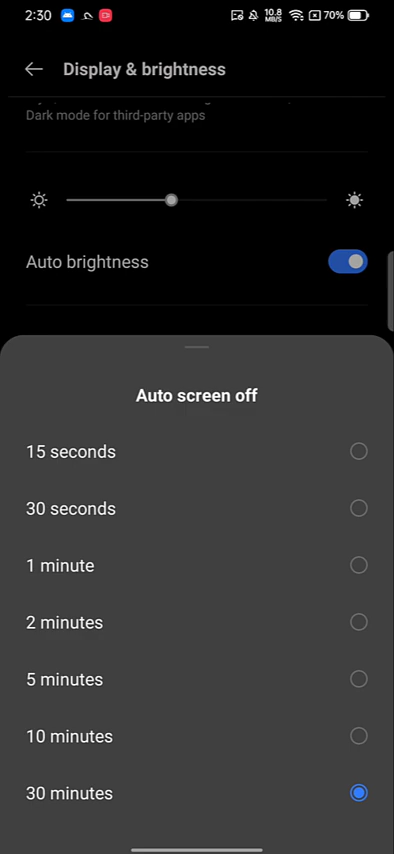 2:30
10.8
MB/S
70%
Display & brightness
Dark mode for third-party apps
Auto brightness
Auto screen off
15 seconds
30 seconds
1 minute
2 minutes
5 minutes
10 minutes
30 minutes